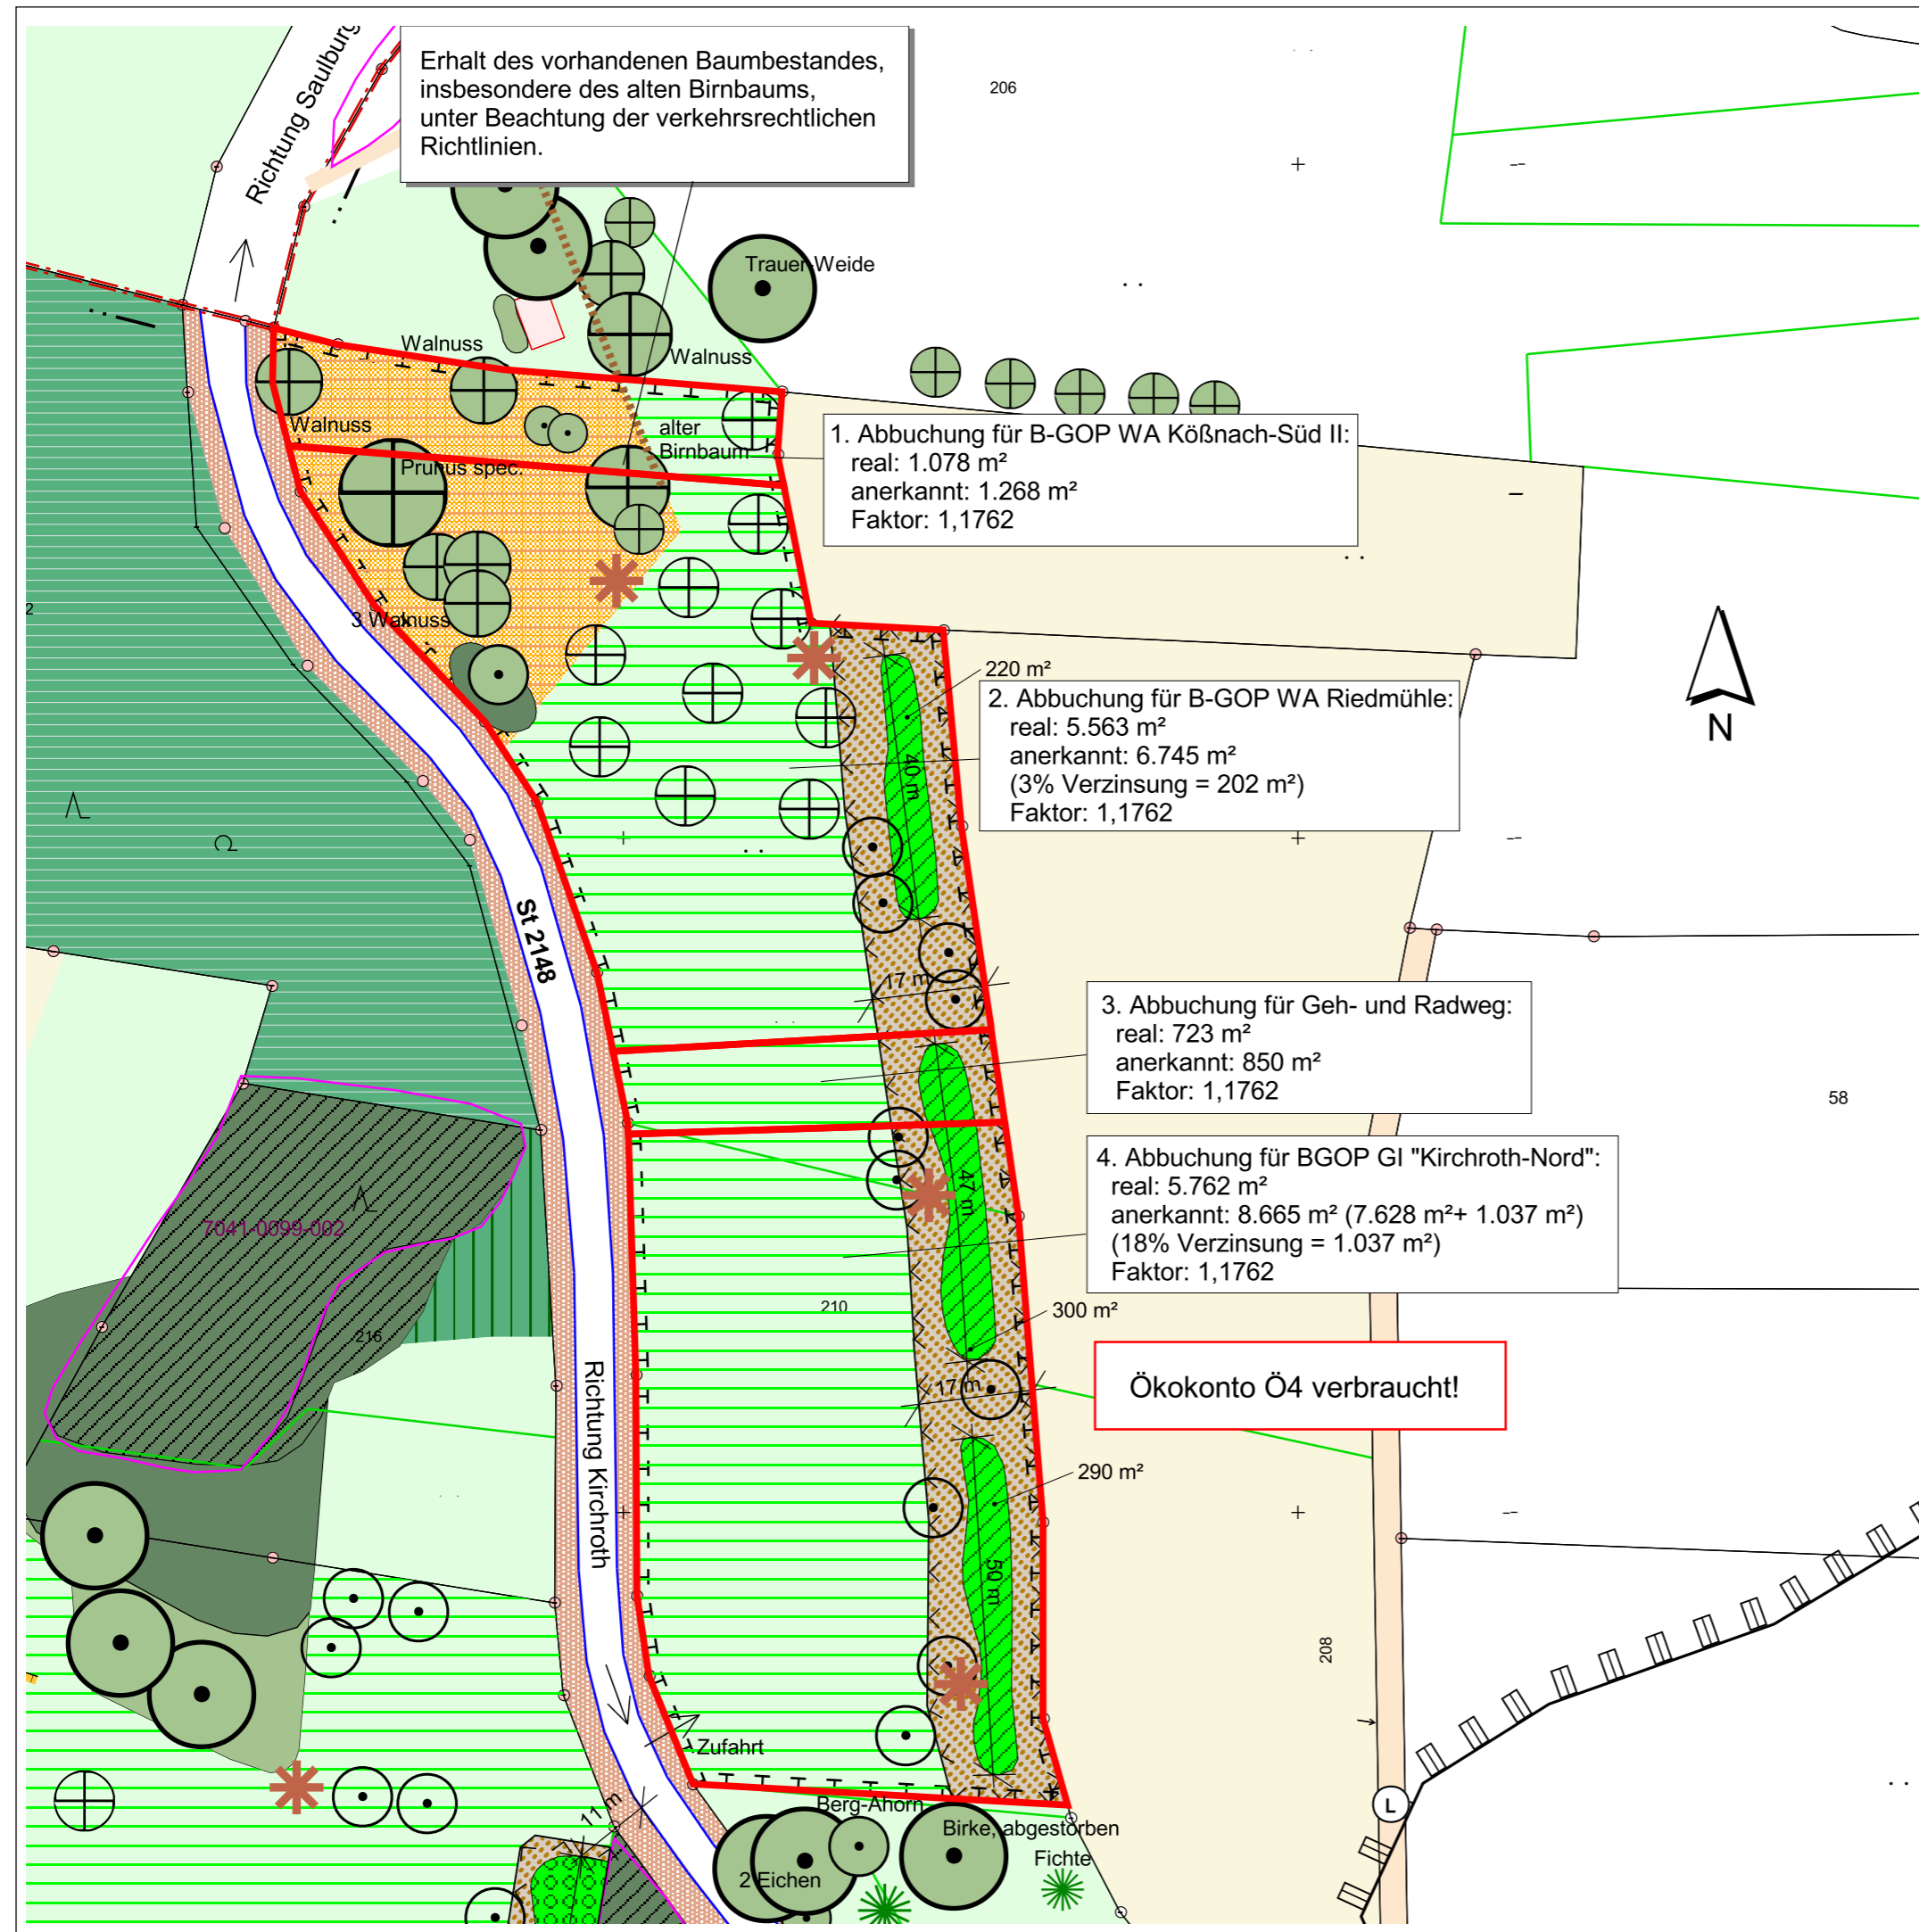 Erhalt des vorhandenen Baumbestandes,
insbesondere des alten Birnbaums,
unter Beachtung der verkehrsrechtlichen
Richtlinien.
Richtung Saulburg
206
Trauer-Weide
Walnuss
Walnuss
Walnuss
alter
Birnbaum
Prunus spec.
3 Walnuss
1. Abbuchung für B-GOP WA Kößnach-Süd II:
real: 1.078 m²
anerkannt: 1.268 m²
Faktor: 1,1762
2
220 m²
40 m
2. Abbuchung für B-GOP WA Riedmühle:
real: 5.563 m²
anerkannt: 6.745 m²
(3% Verzinsung = 202 m²)
Faktor: 1,1762
N
St 2148
17 m
3. Abbuchung für Geh- und Radweg:
real: 723 m²
anerkannt: 850 m²
Faktor: 1,1762
58
4. Abbuchung für BGOP GI "Kirchroth-Nord":
real: 5.762 m²
anerkannt: 8.665 m² (7.628 m²+ 1.037 m²)
(18% Verzinsung = 1.037 m²)
Faktor: 1,1762
47 m
7041-0099-002
216
210
300 m²
17 m
Ökokonto Ö4 verbraucht!
Richtung Kirchroth
290 m²
50 m
208
Zufahrt
11 m
L
Berg-Ahorn
Birke, abgestorben
Fichte
2 Eichen